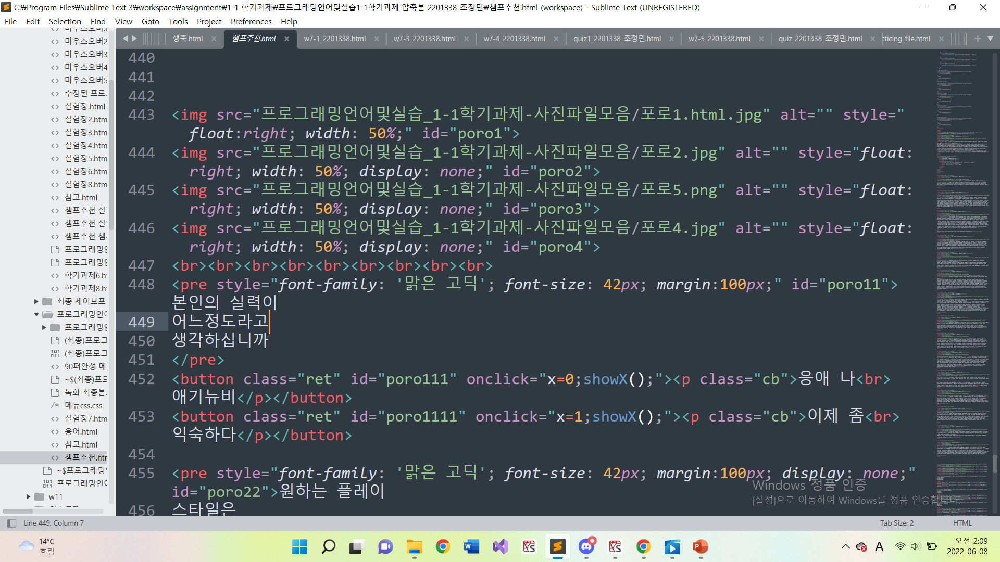 C:₩Program Files₩Sublime Text 3₩workspace₩assignment₩1-1 학기과제₩프로그래밍언어및실습1-1학기과제 압축본 2201338_조정민₩챔프추천.html (workspace) - Sublime Text (UNREGISTERED)
File Edit Selection Find View Goto Tools Project Preferences Help
생축.html
챔프추천.html
w7-1_2201338.html
w7-3_2201338.html
w7-4_2201338.html
quiz1_2201338_조정민.html
w7-5_2201338.html
quiz_2201338_조정민.html
:ticing_file.html
마우스오버2
마우스오버3
마우스오버4
마우스오버5
수정된 프로.
실험장.html
실험장2.htm
실험장3.htm
실험장4.htm
실험장5.htm
실험장6.htm
실험장8.htm
참고.html
챔프추천 실
챔프추천 실
챔프추천 챔
프로그래밍언
프로그래밍언
학기과제6.h
학기과제8.h
최종 세이브포
프로그래밍언어
프로그래밍언
(최종)프로그
(최종)프로그
90퍼완성 메
~$(최종)프로
녹화 최종본.
메뉴css.css
실험장7.htm
용어.html
참고.html
챔프추천.htr
~$프로그래밍
프로그래밍언어
w11
440
441
442
443 <img src="프로그래밍언어및실습_1-1학기과제-사진파일모음/포로1.html.jpg" alt="" style="
float:right; width: 50%;" id="poro1">
444 <img src="프로그래밍언어및실습_1-1학기과제-사진파일모음/포로2.jpg" alt="" style="float:
right; width: 50%; display: none;" id="poro2">
445 <img src="프로그래밍언어및실습_1-1학기과제-사진파일모음/포로5.png" alt="" style="float:
right; width: 50%; display: none;" id="poro3">
446 <img src="프로그래밍언어및실습_1-1학기과제-사진파일모음/포로4.jpg" alt="" style="float:
right; width: 50%; display: none;" id="poro4">
447 <br><br><br><br><br><br><br><br><br>
448 <pre style="font-family: '맑은 고딕'; font-size: 42px; margin:100px;" id="poro11">
본인의 실력이
449 어느정도라고
450 생각하십니까
451 </pre>
452 <button class="ret" id="poro111" onclick="x=0;showX();"><p class="cb">응애 나<br>
애기뉴비</p></button>
453 <button class="ret" id="poro1111" onclick="x=1;showX();"><p class="cb">이제 좀<br>
익숙하다</p></button>
454
455 <pre style="font-family: '맑은 고딕'; font-size: 42px; margin:100px; display: none;"
id="poro22">원하는 플레이
456 스타일은
Windows 정품 인증
[설정]으로 이동하여 Windows를 정품 인증합니다.
Line 449, Column 7
Tab Size: 2
HTML
14°C
흐림
A
오전 2:09
2022-06-08